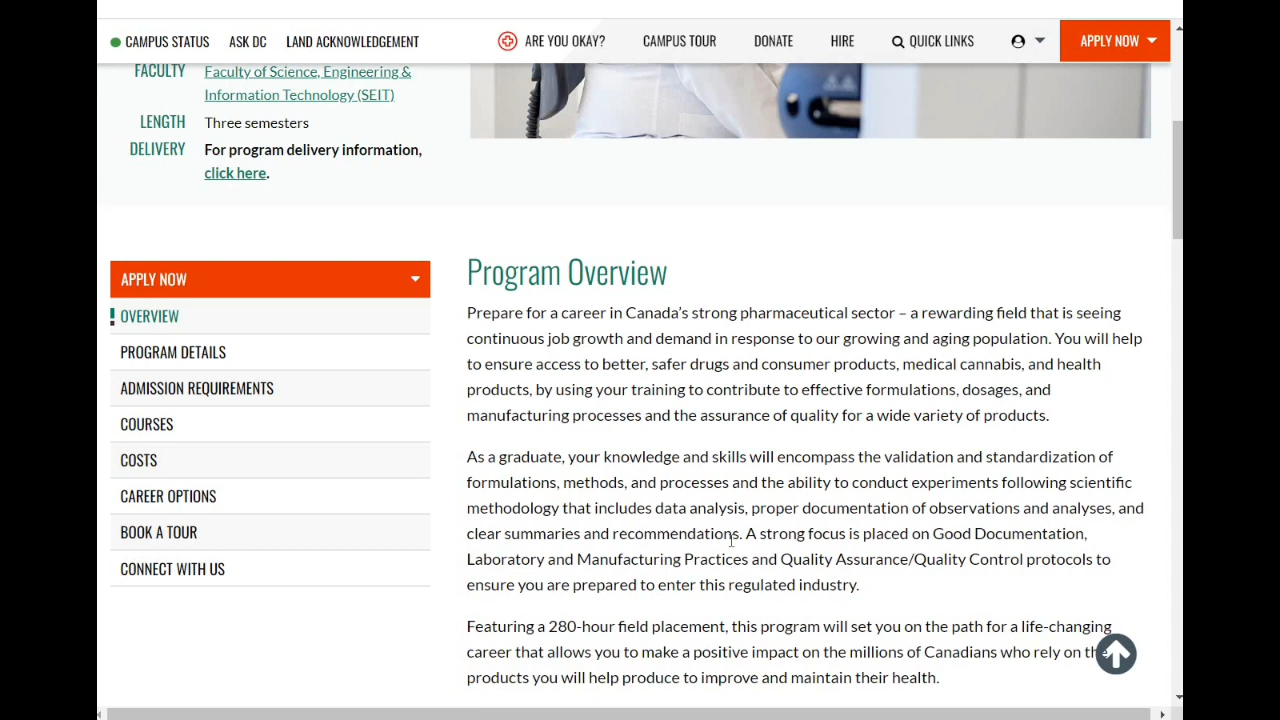 CAMPUS STATUS ASK DC LAND ACKNOWLEDGEMENT ARE YOU OKAY? CAMPUS TOUR DONATE HIRE QUICK LINKS APPLY NOW
FACULTY Faculty of Science, Engineering &
Information Technology (SEIT)
LENGTH Three semesters
DELIVERY For program delivery information,
click here.
APPLY NOW
OVERVIEW
PROGRAM DETAILS
ADMISSION REQUIREMENTS
COURSES
COSTS
CAREER OPTIONS
BOOK A TOUR
CONNECT WITH US
Program Overview
Prepare for a career in Canada's strong pharmaceutical sector – a rewarding field that is seeing
continuous job growth and demand in response to our growing and aging population. You will help
to ensure access to better, safer drugs and consumer products, medical cannabis, and health
products, by using your training to contribute to effective formulations, dosages, and
manufacturing processes and the assurance of quality for a wide variety of products.
As a graduate, your knowledge and skills will encompass the validation and standardization of
formulations, methods, and processes and the ability to conduct experiments following scientific
methodology that includes data analysis, proper documentation of observations and analyses, and
clear summaries and recommendations. A strong focus is placed on Good Documentation,
Laboratory and Manufacturing Practices and Quality Assurance/Quality Control protocols to
ensure you are prepared to enter this regulated industry.
Featuring a 280-hour field placement, this program will set you on the path for a life-changing
career that allows you to make a positive impact on the millions of Canadians who rely on
products you will help produce to improve and maintain their health.